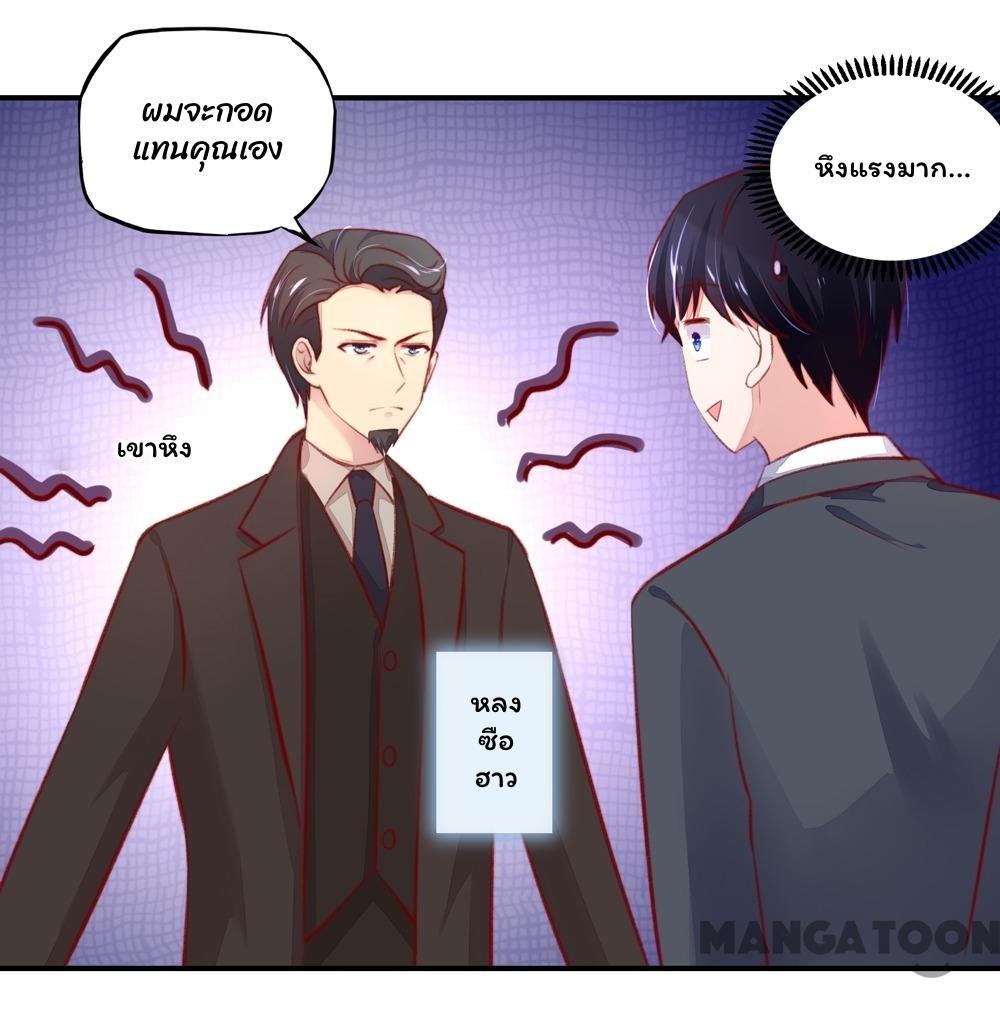 ผมจะกอด
แทนคุณเอง
หึงแรงมาก...
เขาหึง
หลง
ซือ
ฮาว
MANGATOON